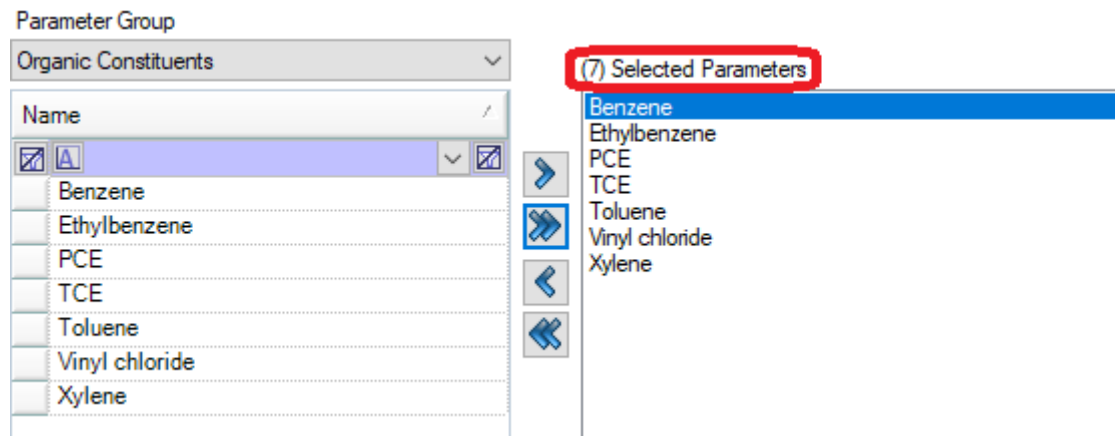 Parameter Group
Organic Constituents
Name
A
Benzene
Ethylbenzene
PCE
TCE
Toluene
Vinyl chloride
Xylene
(7) Selected Parameters
Benzene
Ethylbenzene
PCE
TCE
Toluene
Vinyl chloride
Xylene